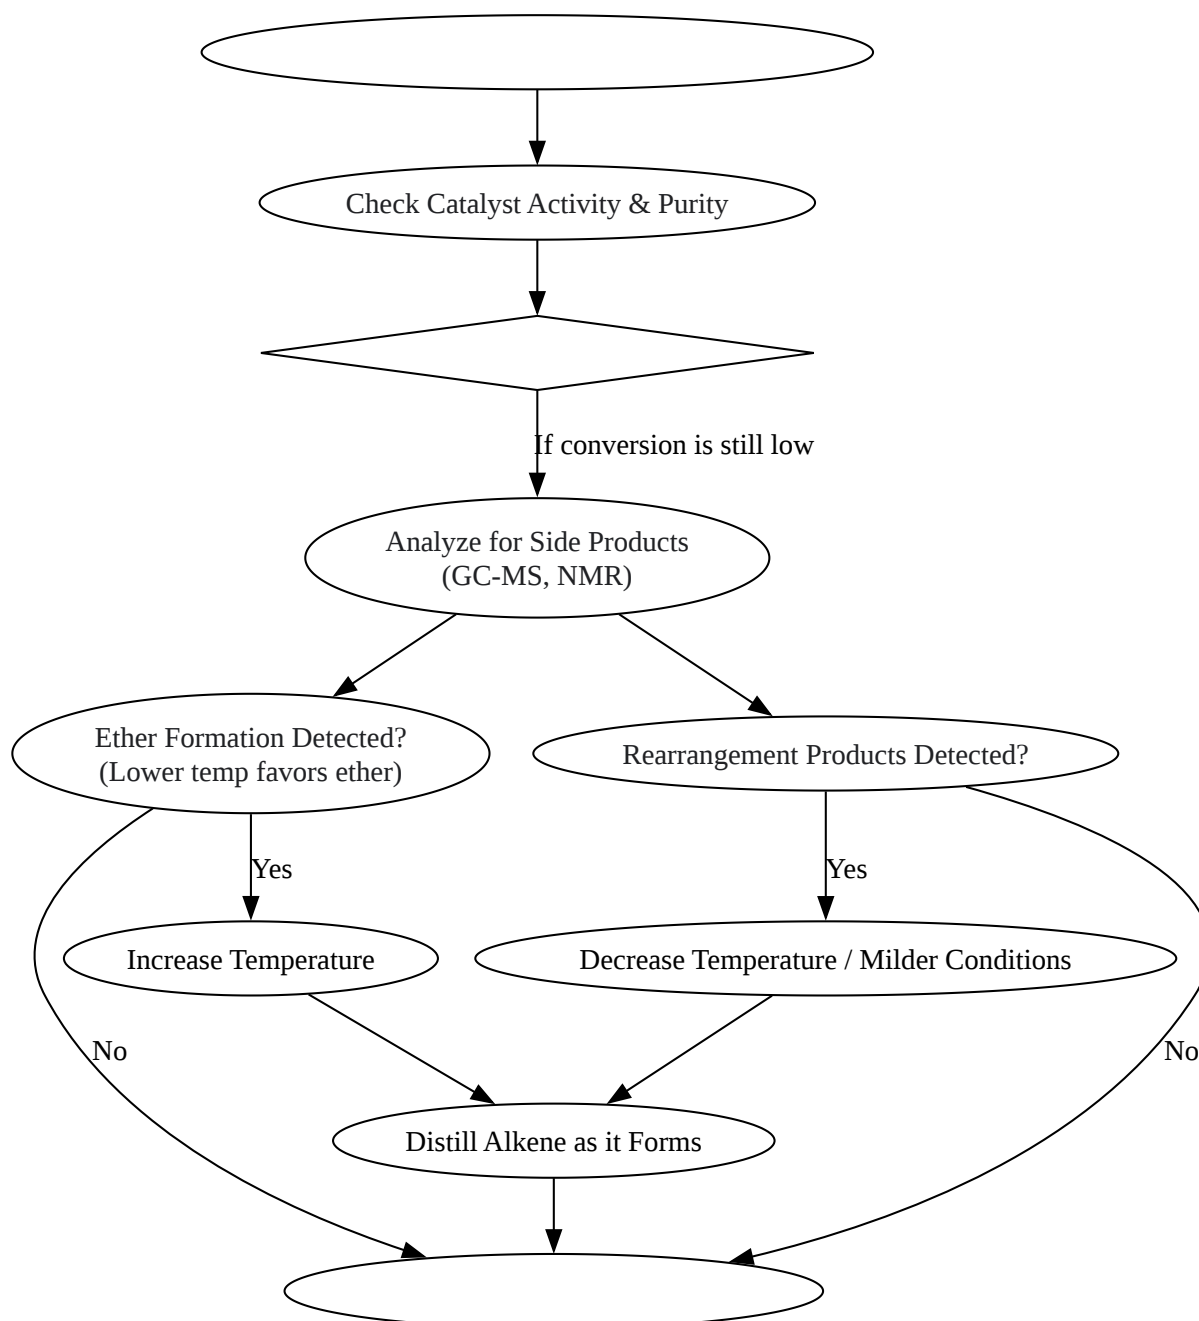 Check Catalyst Activity & Purity
If conversion is still low
Analyze for Side Products
(GC-MS, NMR)
Ether Formation Detected?
(Lower temp favors ether)
Rearrangement Products Detected?
Yes
Yes
Increase Temperature
Decrease Temperature / Milder Conditions
No
No
Distill Alkene as it Forms